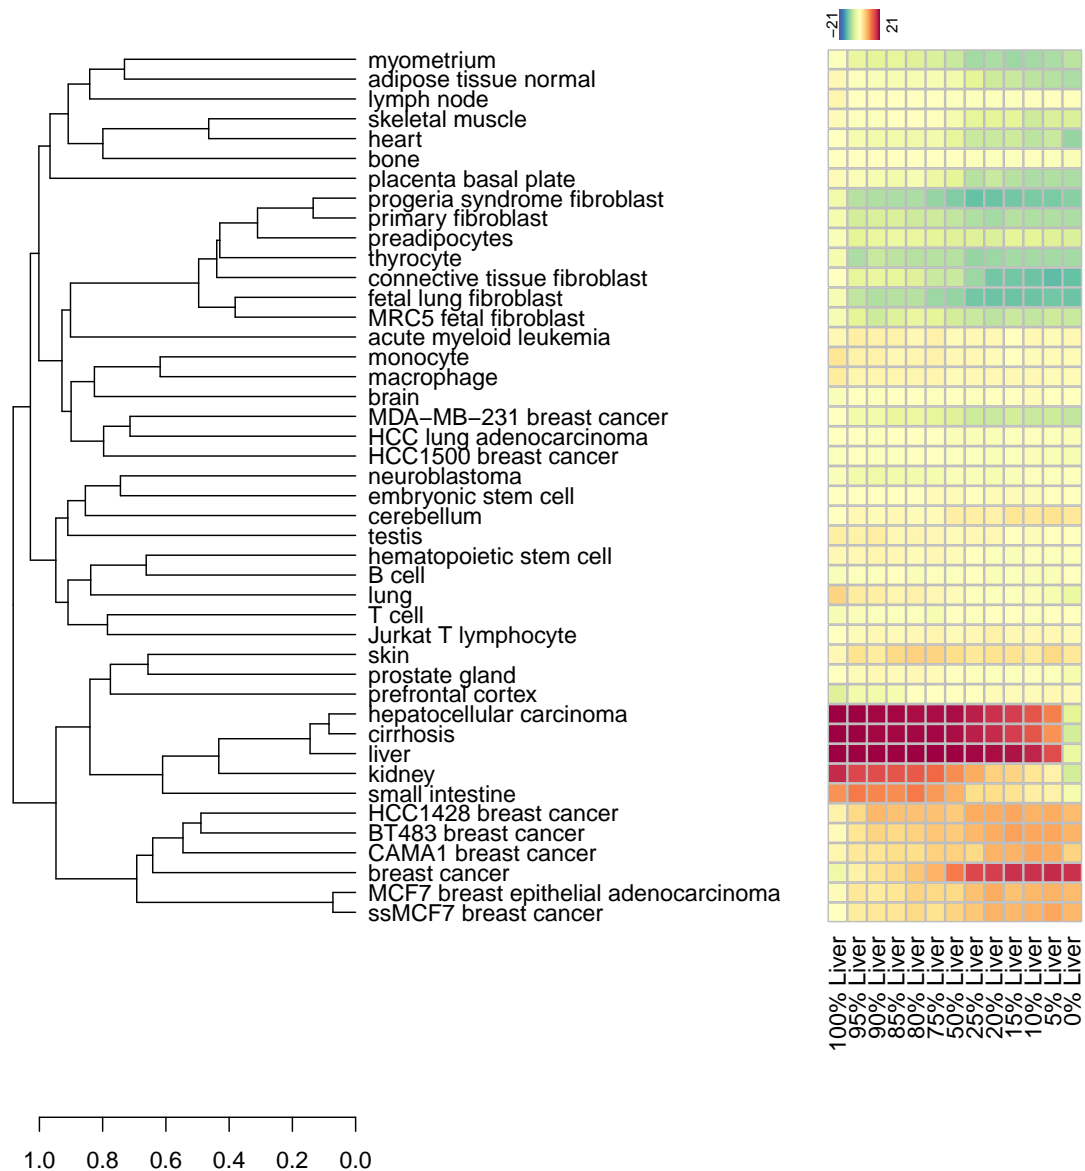 −21
21
myometrium
adipose tissue normal
lymph node
skeletal muscle
heart
bone
placenta basal plate
progeria syndrome fibroblast
primary fibroblast
preadipocytes
thyrocyte
connective tissue fibroblast
fetal lung fibroblast
MRC5 fetal fibroblast
acute myeloid leukemia
monocyte
macrophage
brain
MDA−MB−231 breast cancer
HCC lung adenocarcinoma
HCC1500 breast cancer
neuroblastoma
embryonic stem cell
cerebellum
testis
hematopoietic stem cell
B cell
lung
T cell
Jurkat T lymphocyte
skin
prostate gland
prefrontal cortex
hepatocellular carcinoma
cirrhosis
liver
kidney
small intestine
HCC1428 breast cancer
BT483 breast cancer
CAMA1 breast cancer
breast cancer
MCF7 breast epithelial adenocarcinoma
ssMCF7 breast cancer
100% Liver
95% Liver
90% Liver
85% Liver
80% Liver
75% Liver
50% Liver
25% Liver
20% Liver
15% Liver
10% Liver
5% Liver
0% Liver
1.0 0.8 0.6 0.4 0.2 0.0